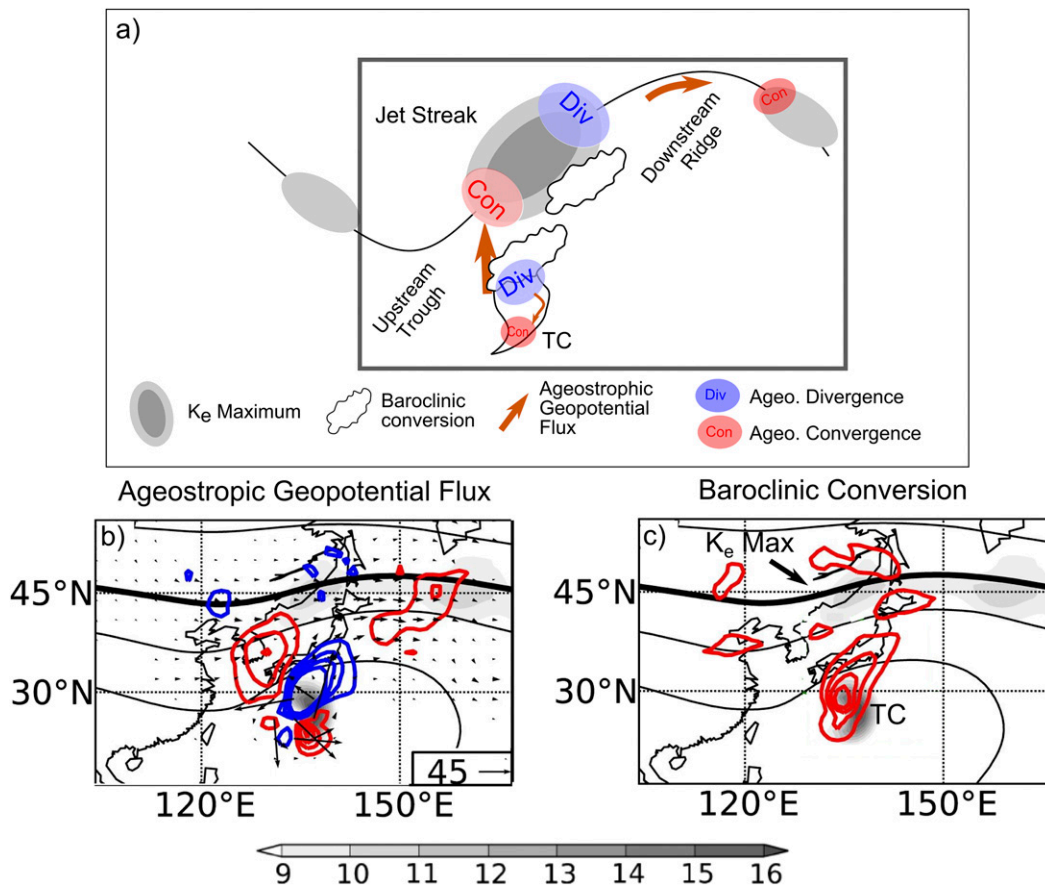 a)
Jet Streak
Div
Con
Con
Downstream
Ridge
Upstream
Trough
Div
Con
TC
Ke Maximum
Baroclinic
conversion
Ageostrophic
Geopotential
Flux
Div
Ageo. Divergence
Con
Ageo. Convergence
Ageostropic Geopotential Flux
Baroclinic Conversion
b)
45°N
30°N
45
120°E
150°E
c)
Ke Max
45°N
30°N
TC
120°E
150°E
9
10
11
12
13
14
15
16